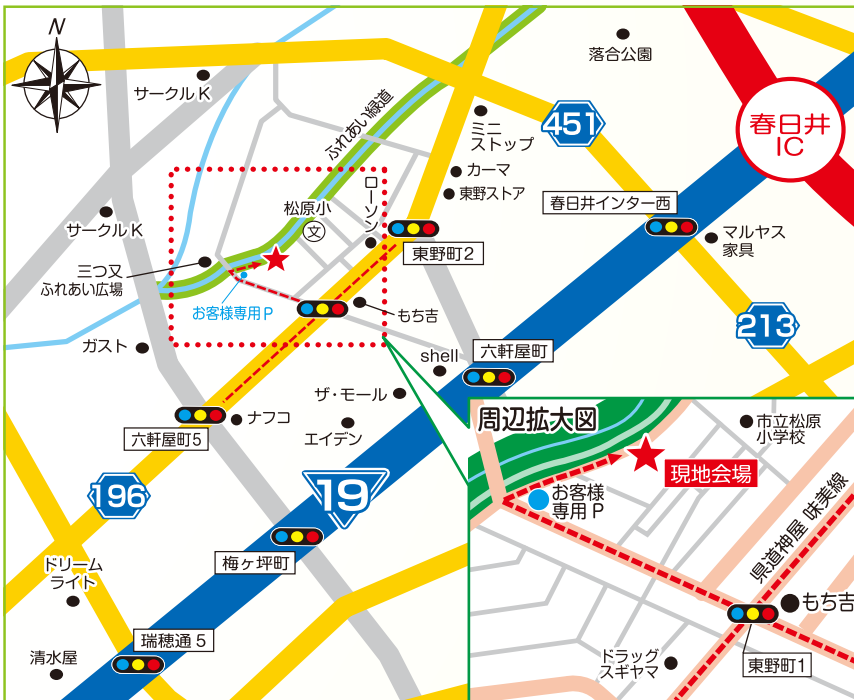 N
サークルK
落合公園
ふれあい緑道
ミニ
ストップ
451
春日井
IC
カーマ
東野ストア
ローソン
松原小
文
サークルK
春日井インター西
東野町2
マルヤス
家具
三つ又
ふれあい広場
お客様専用P
もち吉
213
ガスト
shell
六軒屋町
ザ・モール
ナフコ
エイデン
六軒屋町5
196
19
梅ヶ坪町
ドリーム
ライト
瑞穂通5
清水屋
周辺拡大図
市立松原
小学校
現地会場
お客様
専用P
県道神屋 味美線
もち吉
東野町1
ドラッグ
スギヤマ